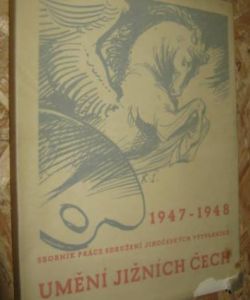 K I
1947-1948
SBORNÍK PRACÍ SDRUŽENÍ JIHOČESKÝCH VÝTVARNÍKŮ
UMĚNÍ JIŽNÍCH ČECH